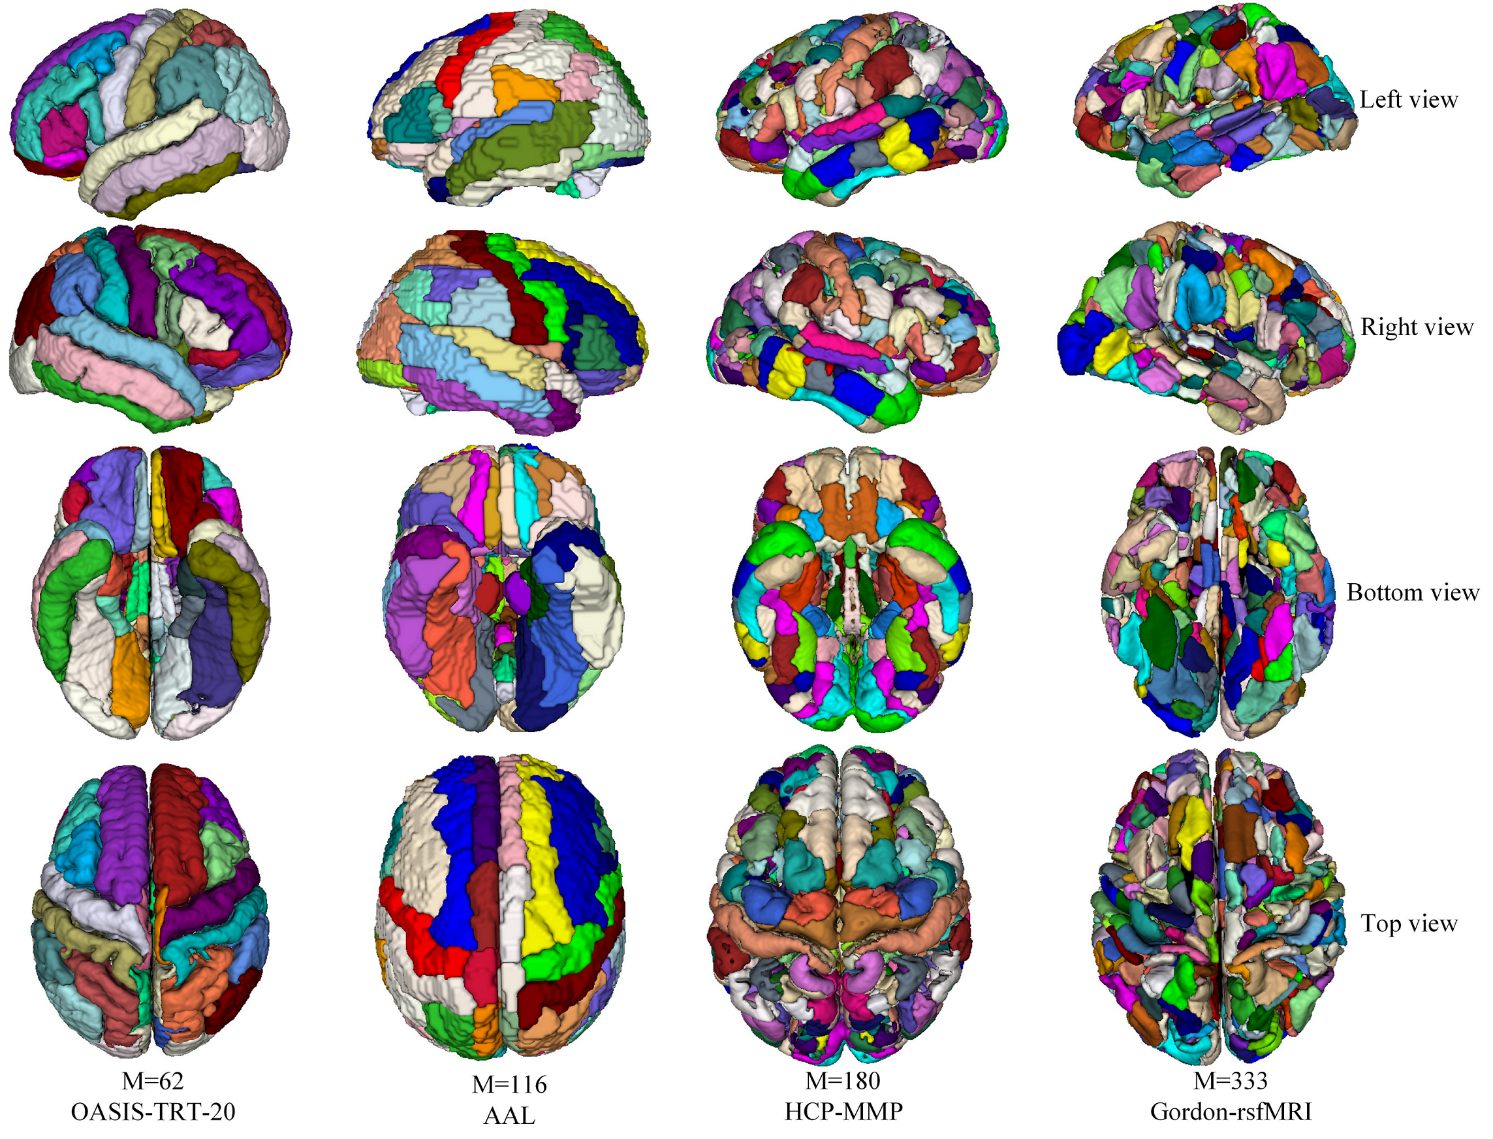 Left view
Right view
Bottom view
Top view
M=62
OASIS-TRT-20
M=116
AAL
M=180
HCP-MMP
M=333
Gordon-rsfMRI